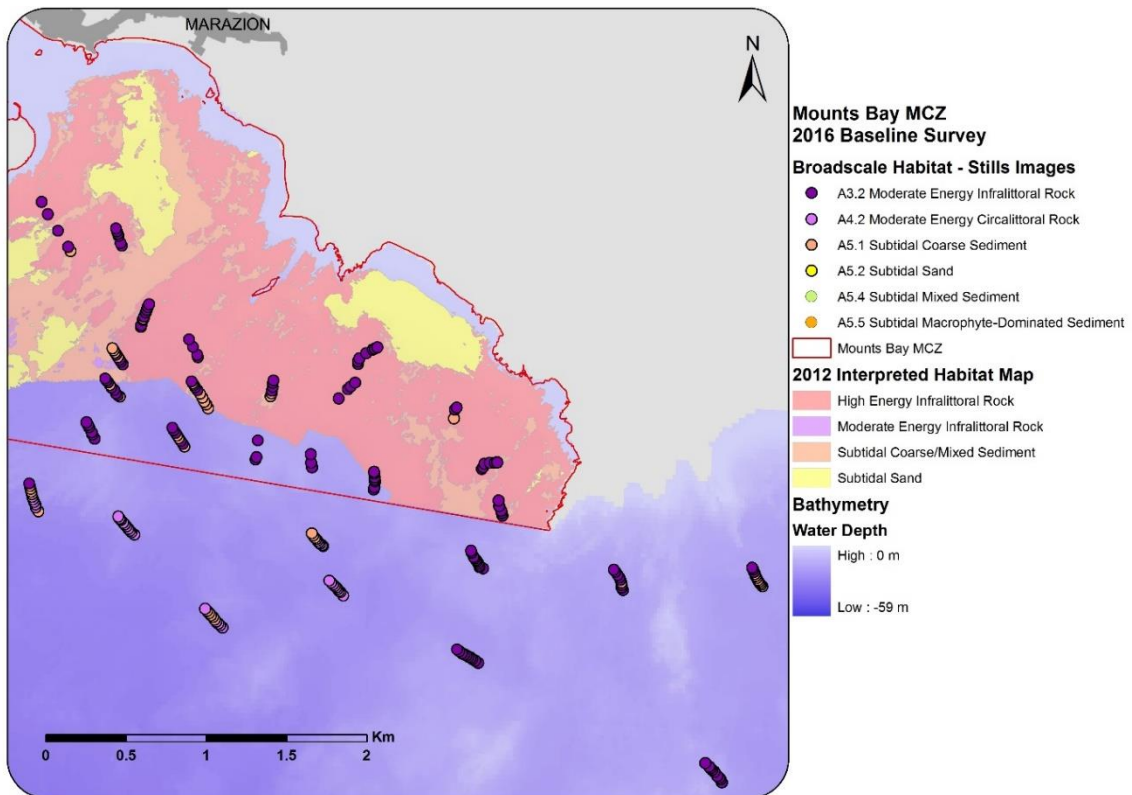 MARAZION
N
0 0.5 1 1.5 2 Km
Mounts Bay MCZ
2016 Baseline Survey
Broadscale Habitat - Stills Images
A3.2 Moderate Energy Infralittoral Rock
A4.2 Moderate Energy Circalittoral Rock
A5.1 Subtidal Coarse Sediment
A5.2 Subtidal Sand
A5.4 Subtidal Mixed Sediment
A5.5 Subtidal Macrophyte-Dominated Sediment
Mounts Bay MCZ
2012 Interpreted Habitat Map
High Energy Infralittoral Rock
Moderate Energy Infralittoral Rock
Subtidal Coarse/Mixed Sediment
Subtidal Sand
Bathymetry
Water Depth
High : 0 m
Low : -59 m